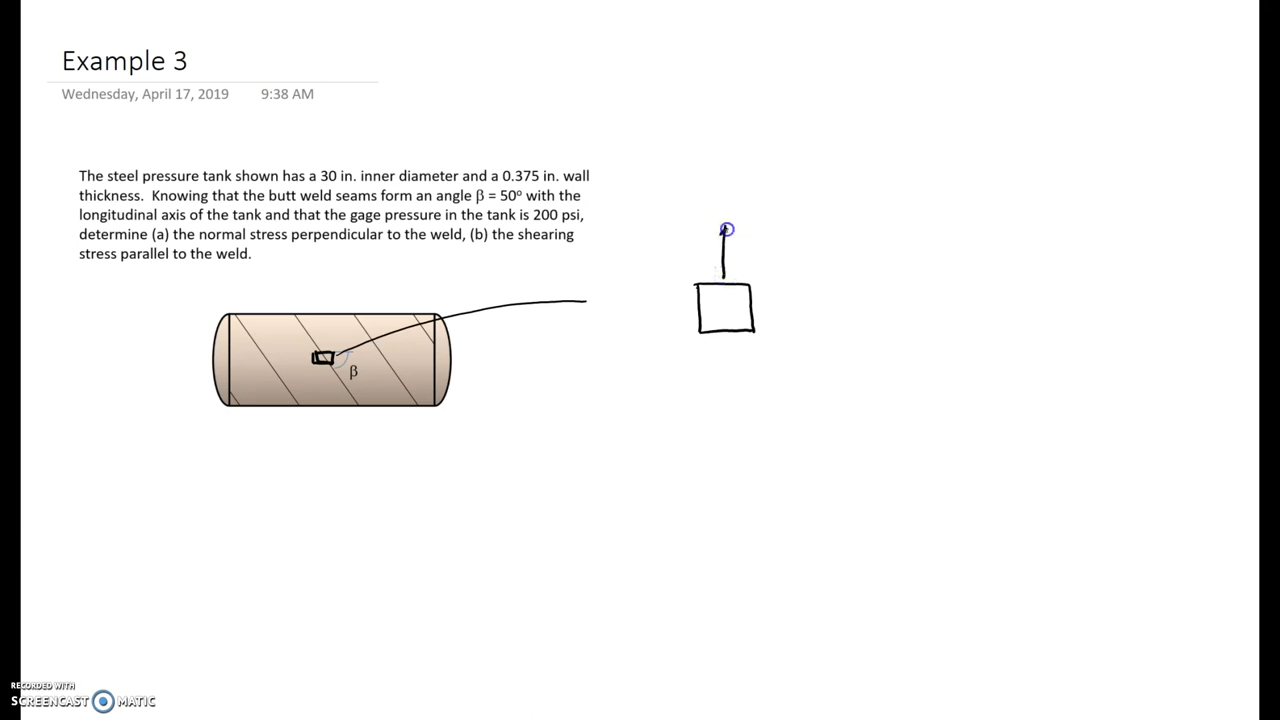 Example 3
Wednesday, April 17, 2019 9:38 AM
The steel pressure tank shown has a 30 in. inner diameter and a 0.375 in. wall
thickness. Knowing that the butt weld seams form an angle β = 50° with the
longitudinal axis of the tank and that the gage pressure in the tank is 200 psi,
determine (a) the normal stress perpendicular to the weld, (b) the shearing
stress parallel to the weld.
β
RECORDED WITH
SCREENCAST MATIC